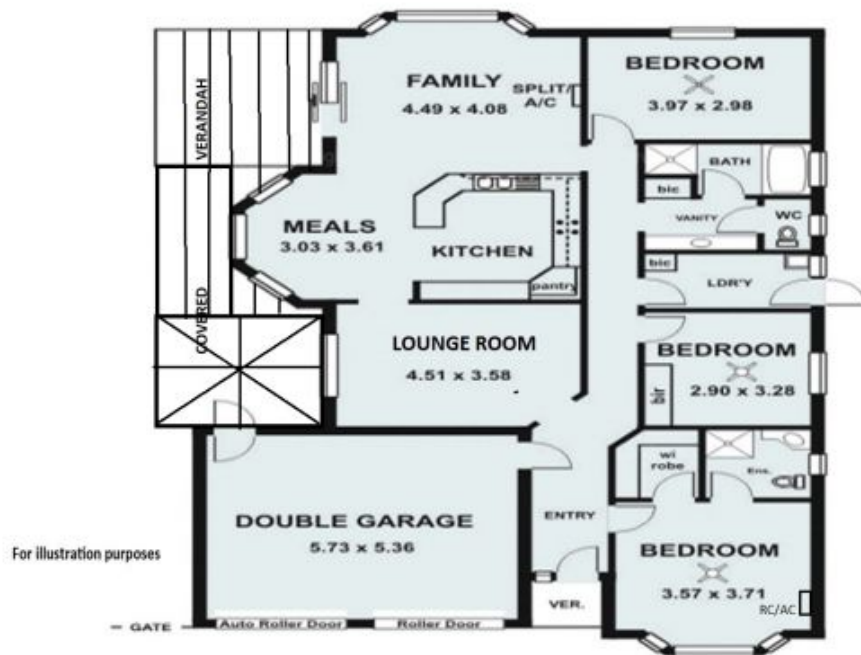 FAMILY
4.49 x 4.08
SPLIT/
A/C
BEDROOM
3.97 x 2.98
VERANDAH
BATH
bic
VANITY
WC
MEALS
3.03 x 3.61
KITCHEN
pantry
bic
LDR'Y
COVERED
LOUNGE ROOM
4.51 x 3.58
BEDROOM
2.90 x 3.28
bir
wi
robe
Ens.
DOUBLE GARAGE
5.73 x 5.36
ENTRY
BEDROOM
3.57 x 3.71
RC/AC
For illustration purposes
VER.
GATE
Auto Roller Door
Roller Door